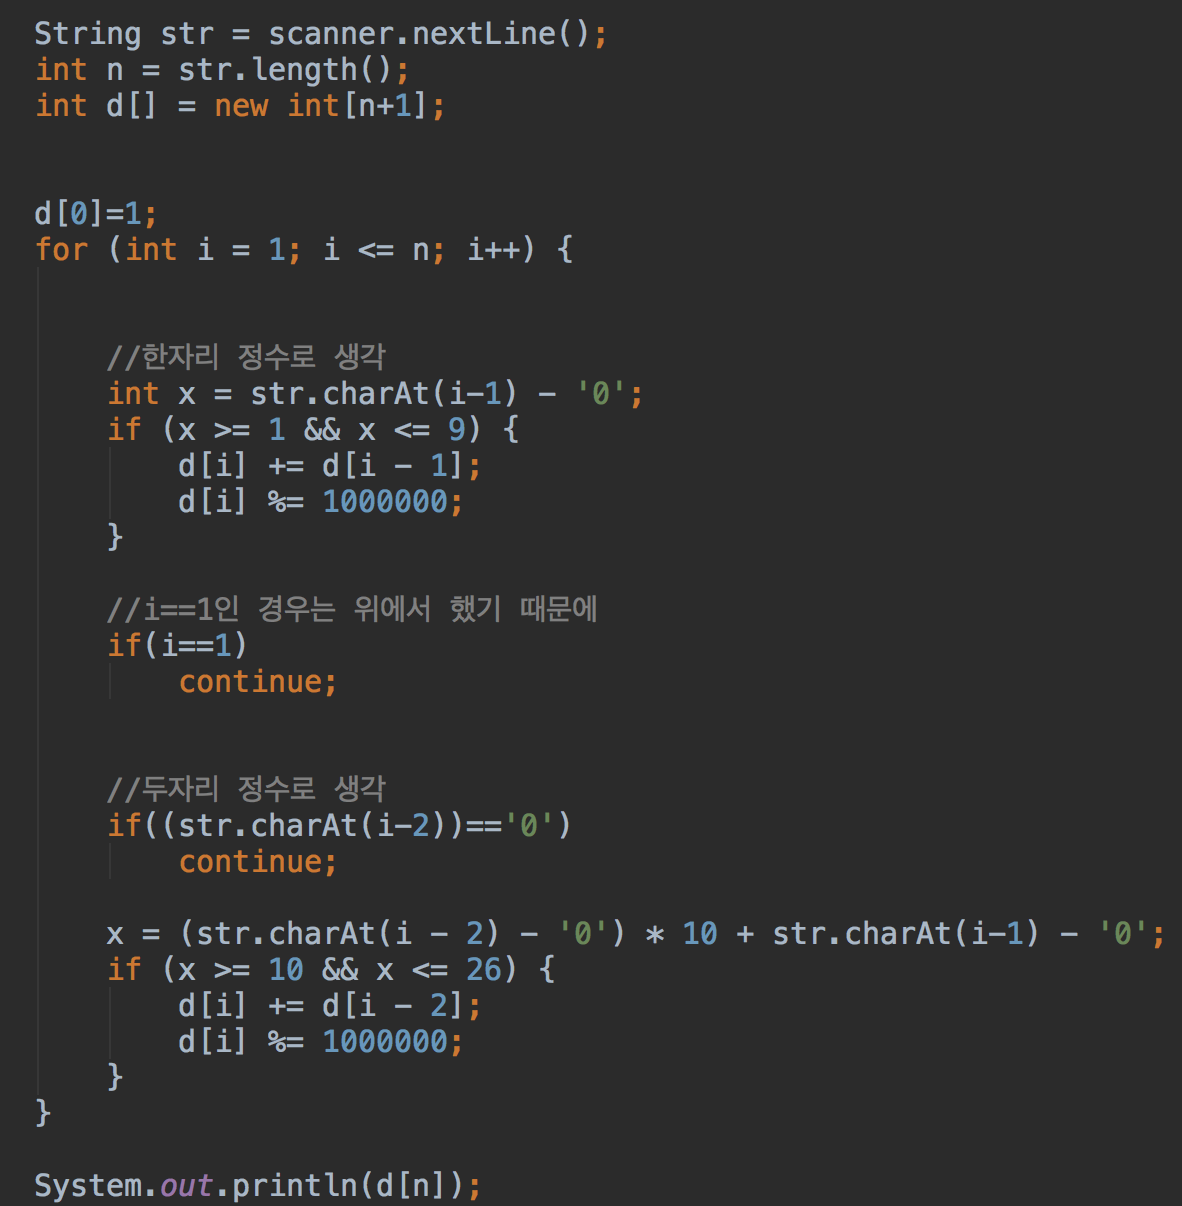 String str = scanner.nextLine();
int n = str.length();
int d[] = new int[n+1];
d[0]=1;
for (int i = 1; i <= n; i++) {
//한자리 정수로 생각
int x = str.charAt(i-1) - '0';
if (x >= 1 && x <= 9) {
d[i] += d[i - 1];
d[i] %= 1000000;
}
//i==1인 경우는 위에서 했기 때문에
if(i==1)
continue;
//두자리 정수로 생각
if((str.charAt(i-2))=='0')
continue;
x = (str.charAt(i - 2) - '0') * 10 + str.charAt(i-1) - '0';
if (x >= 10 && x <= 26) {
d[i] += d[i - 2];
d[i] %= 1000000;
}
}
System.out.println(d[n]);